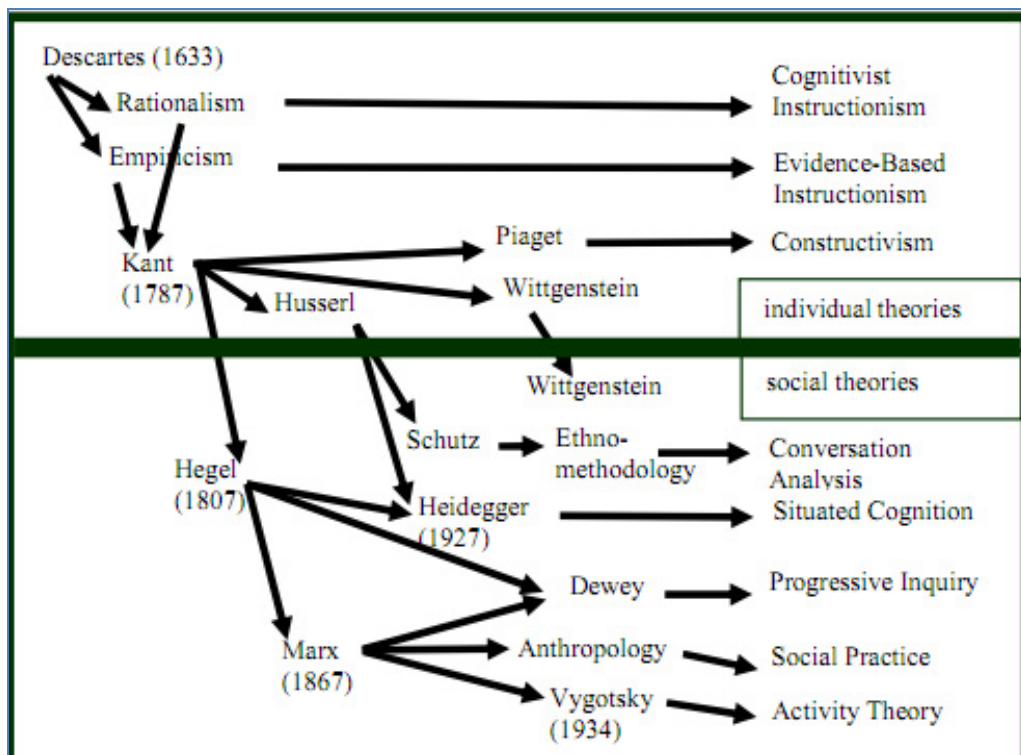 Descartes (1633)
Rationalism
Cognitivist
Instructionism
Empiricism
Evidence-Based
Instructionism
Kant
(1787)
Piaget
Constructivism
Husserl
Wittgenstein
individual theories
Wittgenstein
social theories
Schutz
Ethno-
methodology
Conversation
Analysis
Hegel
(1807)
Heidegger
(1927)
Situated Cognition
Dewey
Progressive Inquiry
Marx
(1867)
Anthropology
Social Practice
Vygotsky
(1934)
Activity Theory